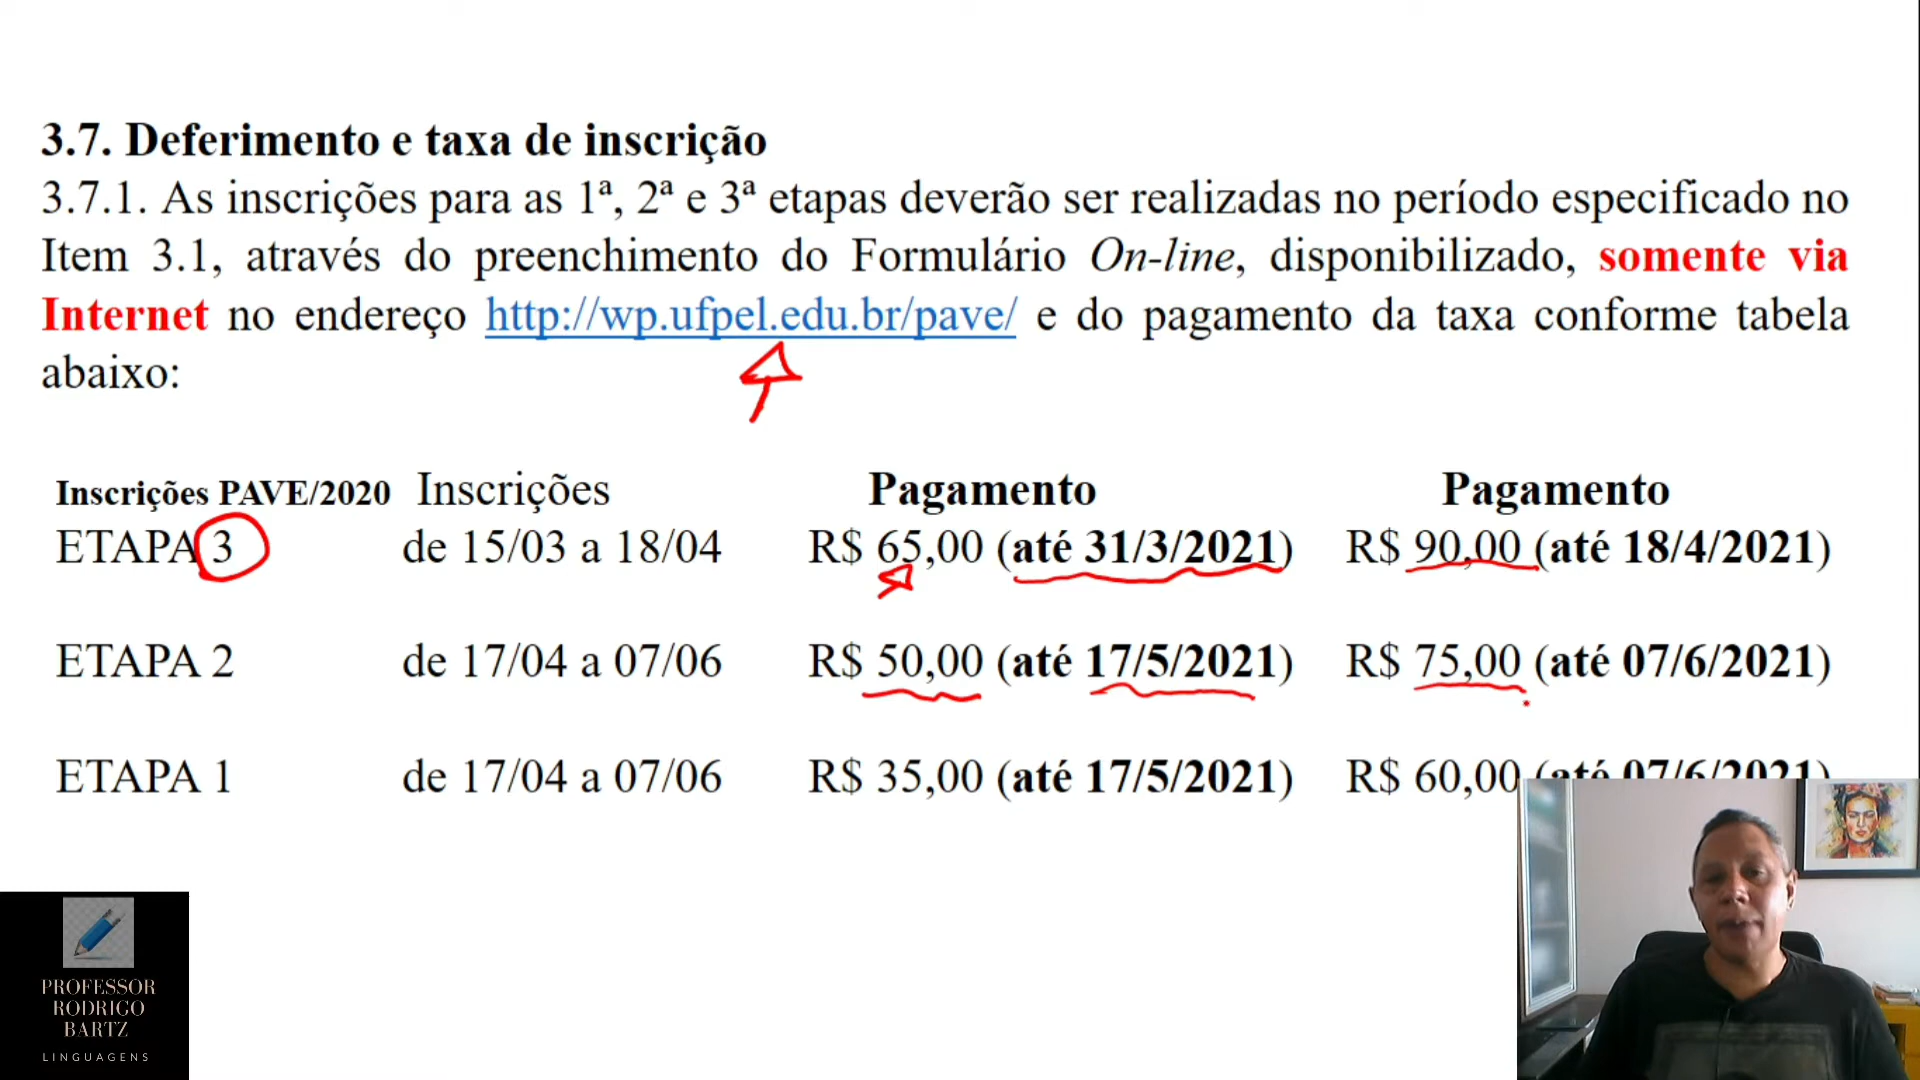 3.7. Deferimento e taxa de inscrição
3.7.1. As inscrições para as 1ª, 2ª e 3ª etapas deverão ser realizadas no período especificado no
Item 3.1, através do preenchimento do Formulário On-line, disponibilizado, somente via
Internet no endereço http://wp.ufpel.edu.br/pave/ e do pagamento da taxa conforme tabela
abaixo:
Inscrições PAVE/2020 Inscrições Pagamento Pagamento
ETAPA 3 de 15/03 a 18/04 R$ 65,00 (até 31/3/2021) R$ 90,00 (até 18/4/2021)
ETAPA 2 de 17/04 a 07/06 R$ 50,00 (até 17/5/2021) R$ 75,00 (até 07/6/2021)
ETAPA 1 de 17/04 a 07/06 R$ 35,00 (até 17/5/2021) R$ 60,00 (até 07/6/2021)
PROFESSOR
RODRIGO
BARTZ
LINGUAGENS